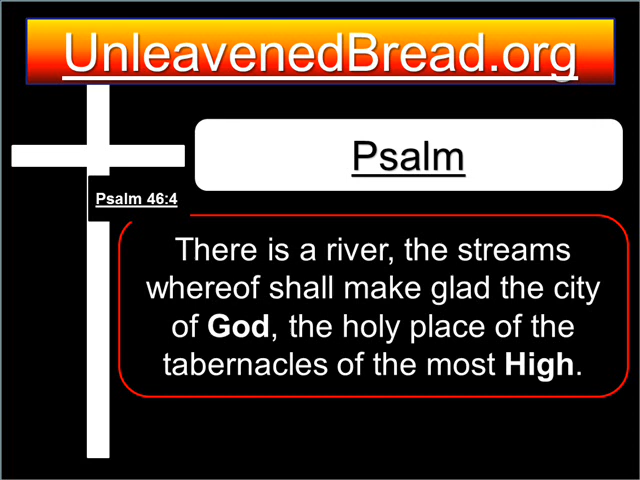 UnleavenedBread.org
Psalm
Psalm 46:4
There is a river, the streams
whereof shall make glad the city
of God, the holy place of the
tabernacles of the most High.